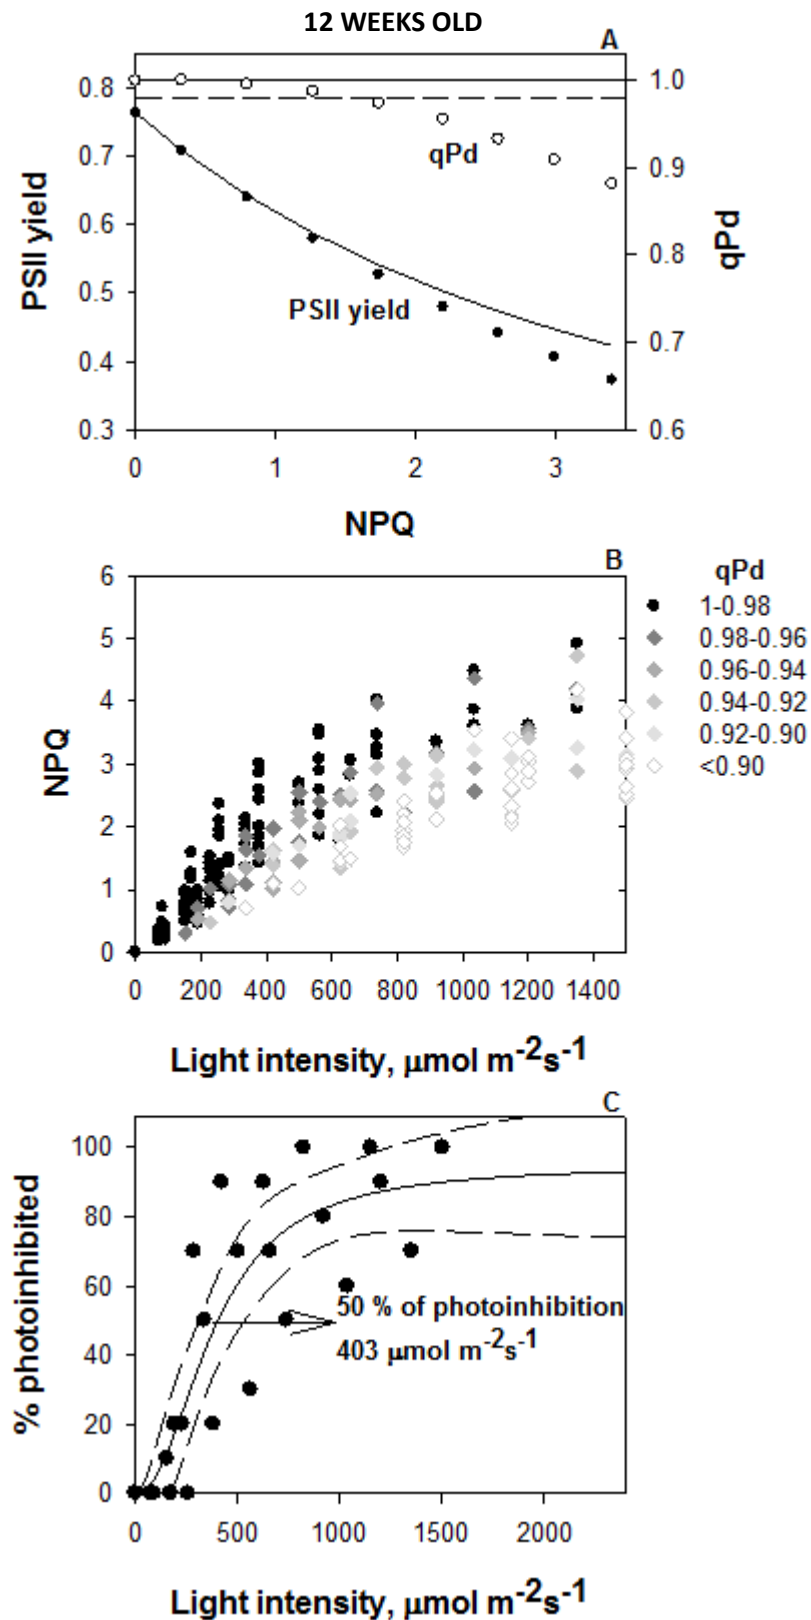 12 WEEKS OLD
A
0.8
0.7
0.6
0.5
0.4
0.3
PSII yield
1.0
0.9
0.8
0.7
0.6
qPd
qPd
PSII yield
0 1 2 3
NPQ
B
6
5
4
3
2
1
0
NPQ
qPd
1-0.98
0.98-0.96
0.96-0.94
0.94-0.92
0.92-0.90
<0.90
0 200 400 600 800 1000 1200 1400
Light intensity, μmol m-2s-1
C
100
80
60
40
20
0
% photoinhibited
50 % of photoinhibition
403 μmol m-2s-1
0 500 1000 1500 2000
Light intensity, μmol m-2s-1